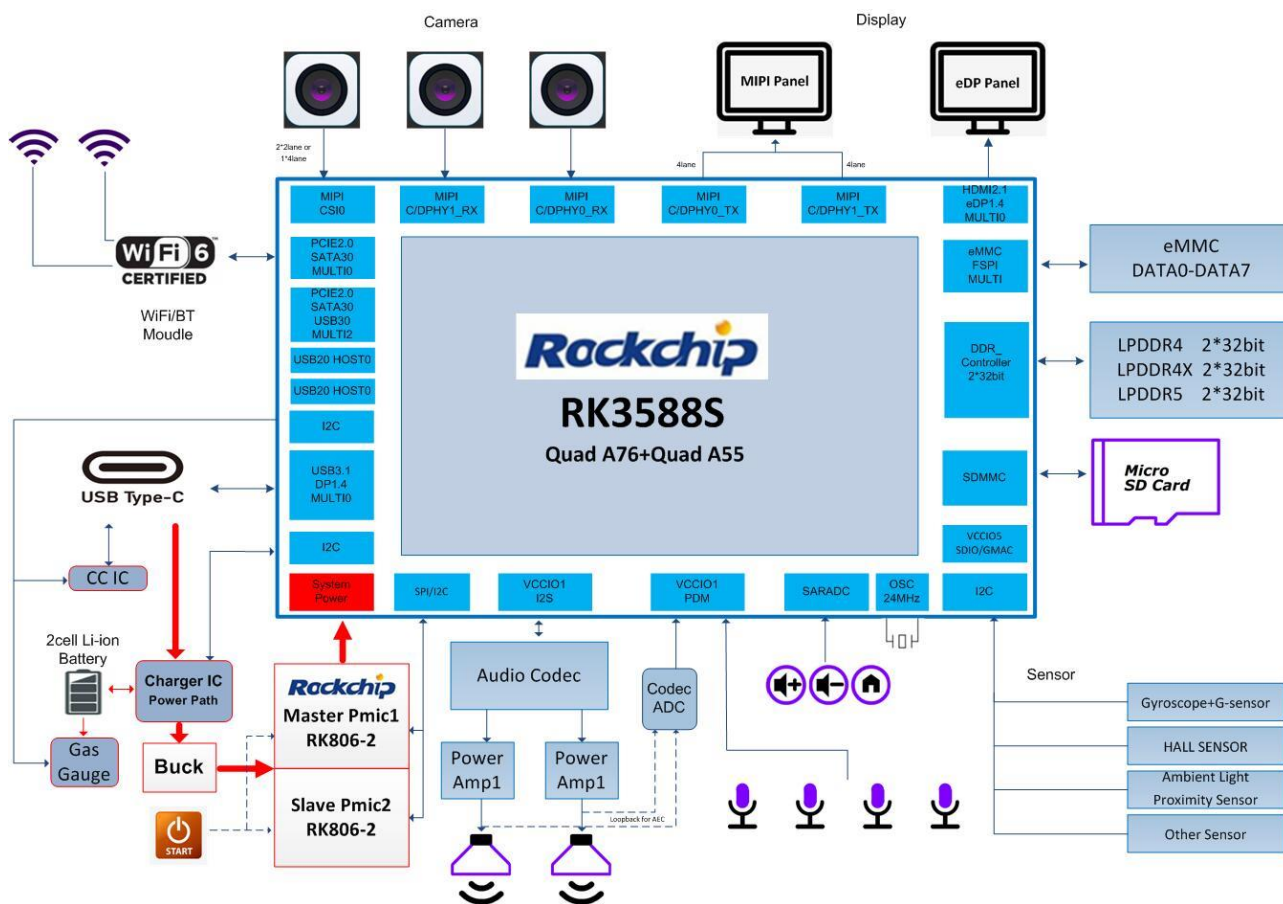 Camera
Display
MIPI Panel
eDP Panel
2*2lane or
1*4lane
4lane
4lane
MIPI
CSI0
MIPI
C/DPHY1_RX
MIPI
C/DPHY0_RX
MIPI
C/DPHY0_TX
MIPI
C/DPHY1_TX
HDMI2.1
eDP1.4
MULTI0
WiFi 6
CERTIFIED
WiFi/BT
Moudle
PCIE2.0
SATA30
MULTI0
PCIE2.0
SATA30
USB30
MULTI2
USB20 HOST0
USB20 HOST0
I2C
USB3.1
DP1.4
MULTI0
I2C
System
Power
Rockchip
RK3588S
Quad A76+Quad A55
eMMC
FSPI
MULTI
DDR_
Controller
2*32bit
SDMMC
VCCIO5
SDIO/GMAC
I2C
eMMC
DATA0-DATA7
LPDDR4 2*32bit
LPDDR4X 2*32bit
LPDDR5 2*32bit
Micro
SD Card
USB Type-C
CC IC
SPI/I2C
VCCIO1
I2S
VCCIO1
PDM
SARADC
OSC
24MHz
2cell Li-ion
Battery
Charger IC
Power Path
Gas
Gauge
Buck
START
Rockchip
Master Pmic1
RK806-2
Slave Pmic2
RK806-2
Audio Codec
Codec
ADC
Power
Amp1
Power
Amp1
Loopback for AEC
Sensor
Gyroscope+G-sensor
HALL SENSOR
Ambient Light
Proximity Sensor
Other Sensor